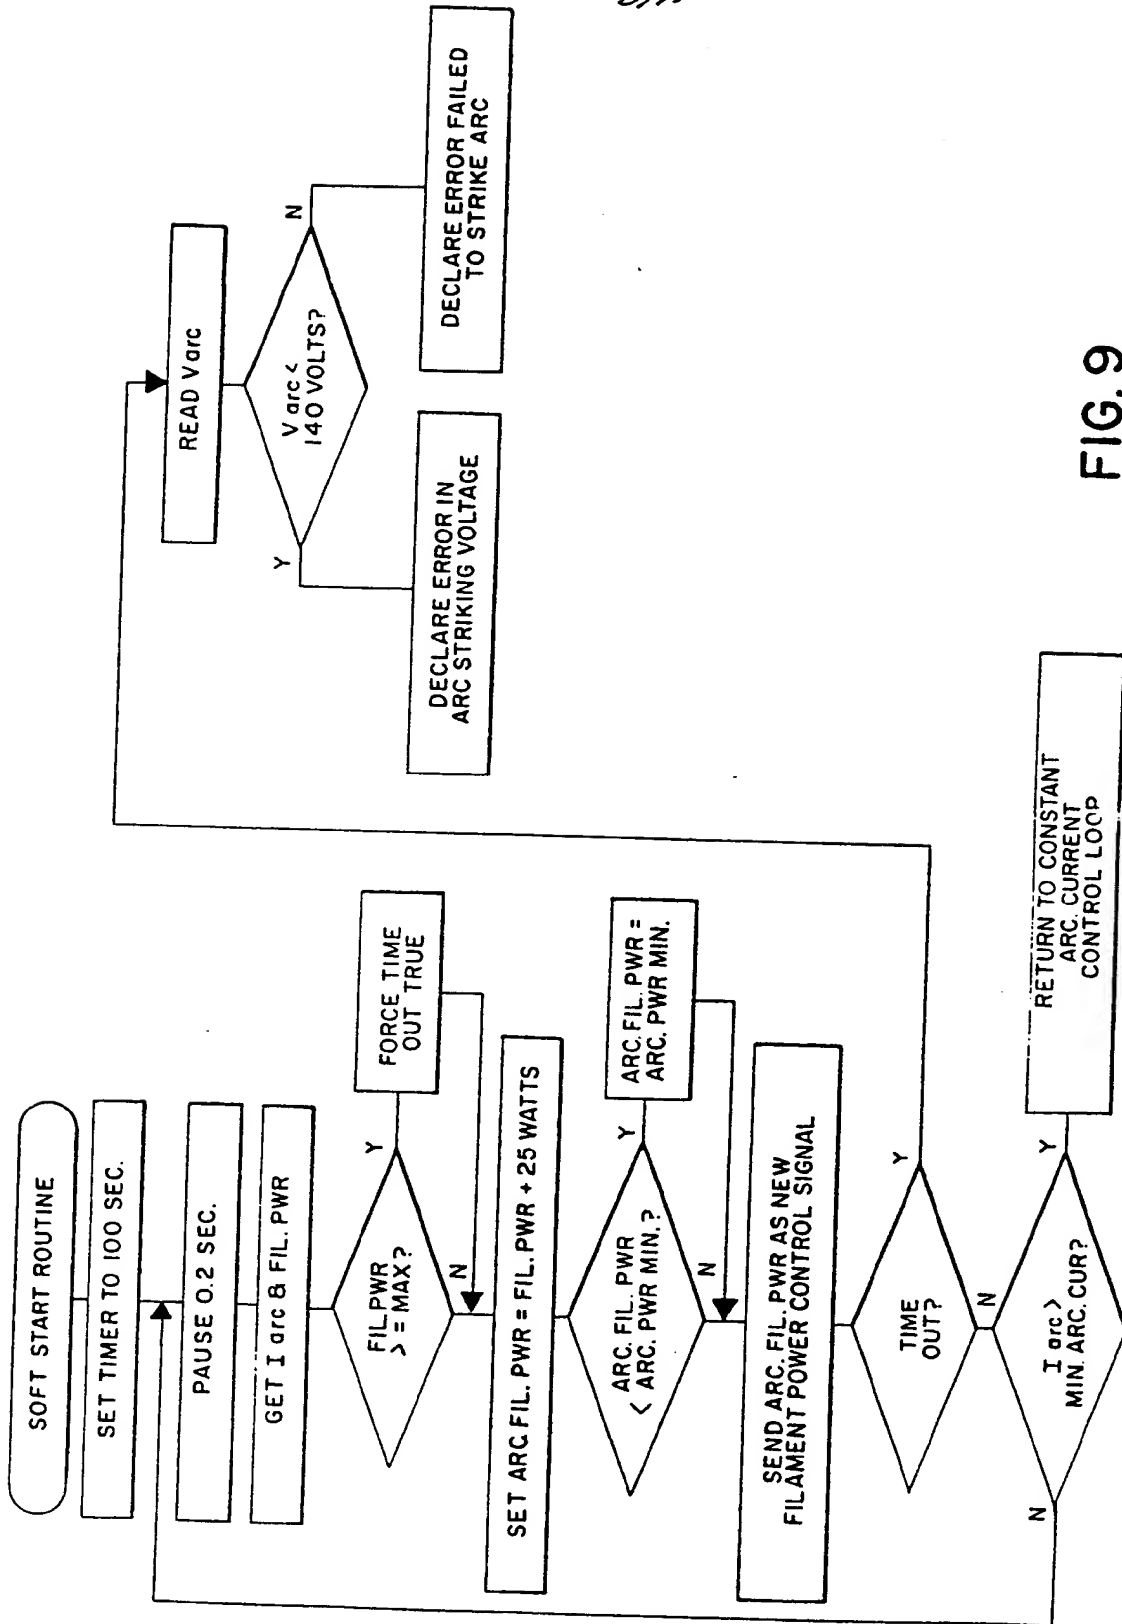 SOFT START ROUTINE
SET TIMER TO 100 SEC.
PAUSE 0.2 SEC.
GET I arc & FIL. PWR
FIL. PWR
> = MAX?
Y
N
FORCE TIME
OUT TRUE
SET ARC. FIL. PWR = FIL. PWR + 25 WATTS
ARC. FIL. PWR
< ARC. PWR MIN.?
Y
N
ARC. FIL. PWR =
ARC. PWR MIN.
SEND ARC. FIL. PWR AS NEW
FILAMENT POWER CONTROL SIGNAL
TIME
OUT?
Y
N
I arc >
MIN. ARC. CUR?
N
Y
RETURN TO CONSTANT
ARC. CURRENT
CONTROL LOOP
READ V arc
V arc <
140 VOLTS?
Y
N
DECLARE ERROR IN
ARC STRIKING VOLTAGE
DECLARE ERROR FAILED
TO STRIKE ARC
FIG. 9